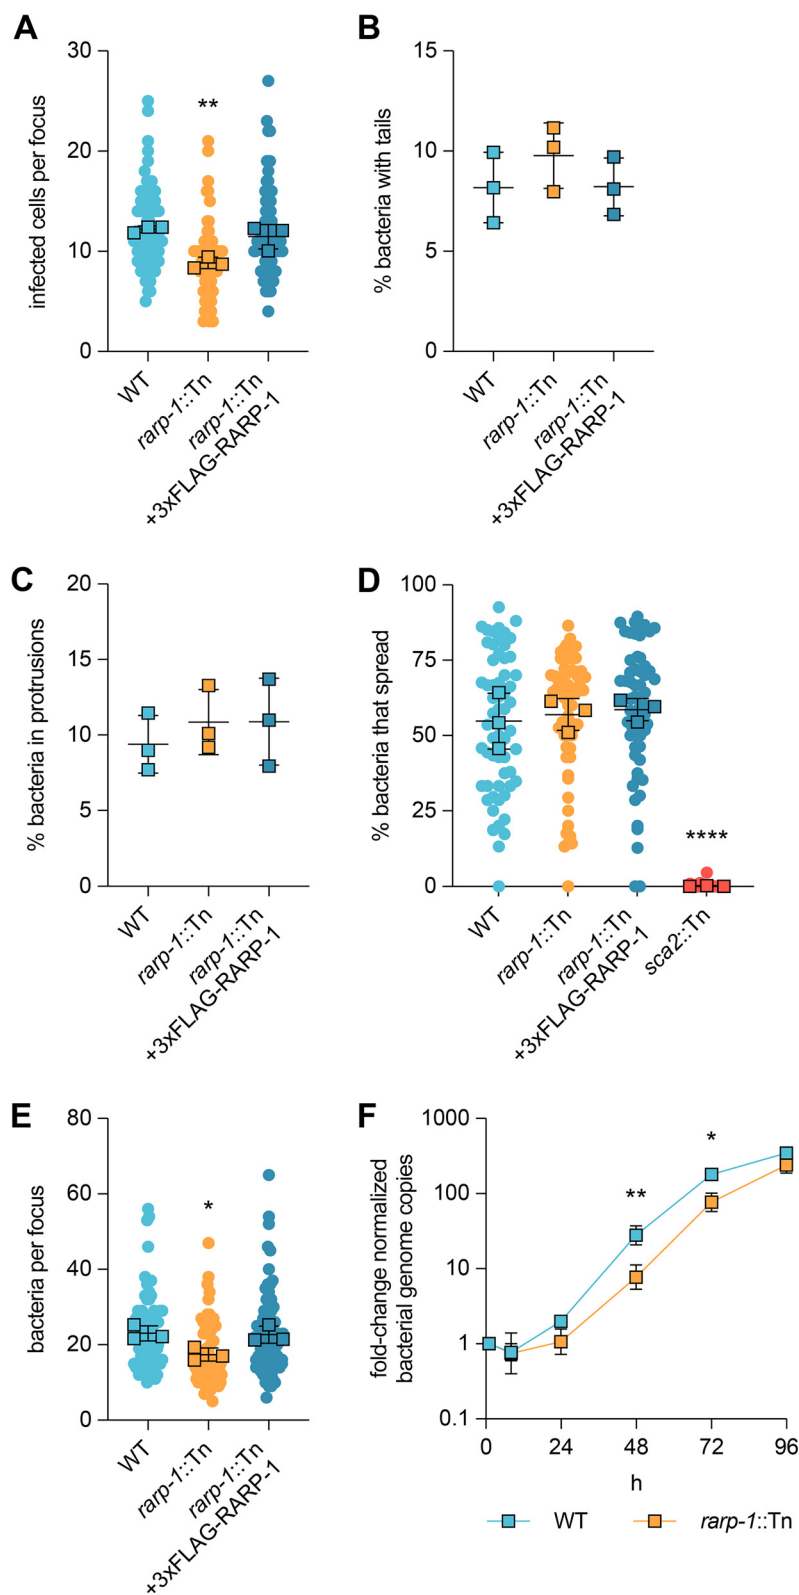 A
infected cells per focus
30
20
10
0
**
WT
rarp-1::Tn
rarp-1::Tn
+3xFLAG-RARP-1
B
% bacteria with tails
15
10
5
0
WT
rarp-1::Tn
rarp-1::Tn
+3xFLAG-RARP-1
C
% bacteria in protrusions
20
15
10
5
0
WT
rarp-1::Tn
rarp-1::Tn
+3xFLAG-RARP-1
D
% bacteria that spread
100
75
50
25
0
****
WT
rarp-1::Tn
rarp-1::Tn
+3xFLAG-RARP-1
sca2::Tn
E
bacteria per focus
80
60
40
20
0
*
WT
rarp-1::Tn
rarp-1::Tn
+3xFLAG-RARP-1
F
fold-change normalized
bacterial genome copies
1000
100
10
1
0.1
**
*
0 24 48 72 96
h
WT rarp-1::Tn